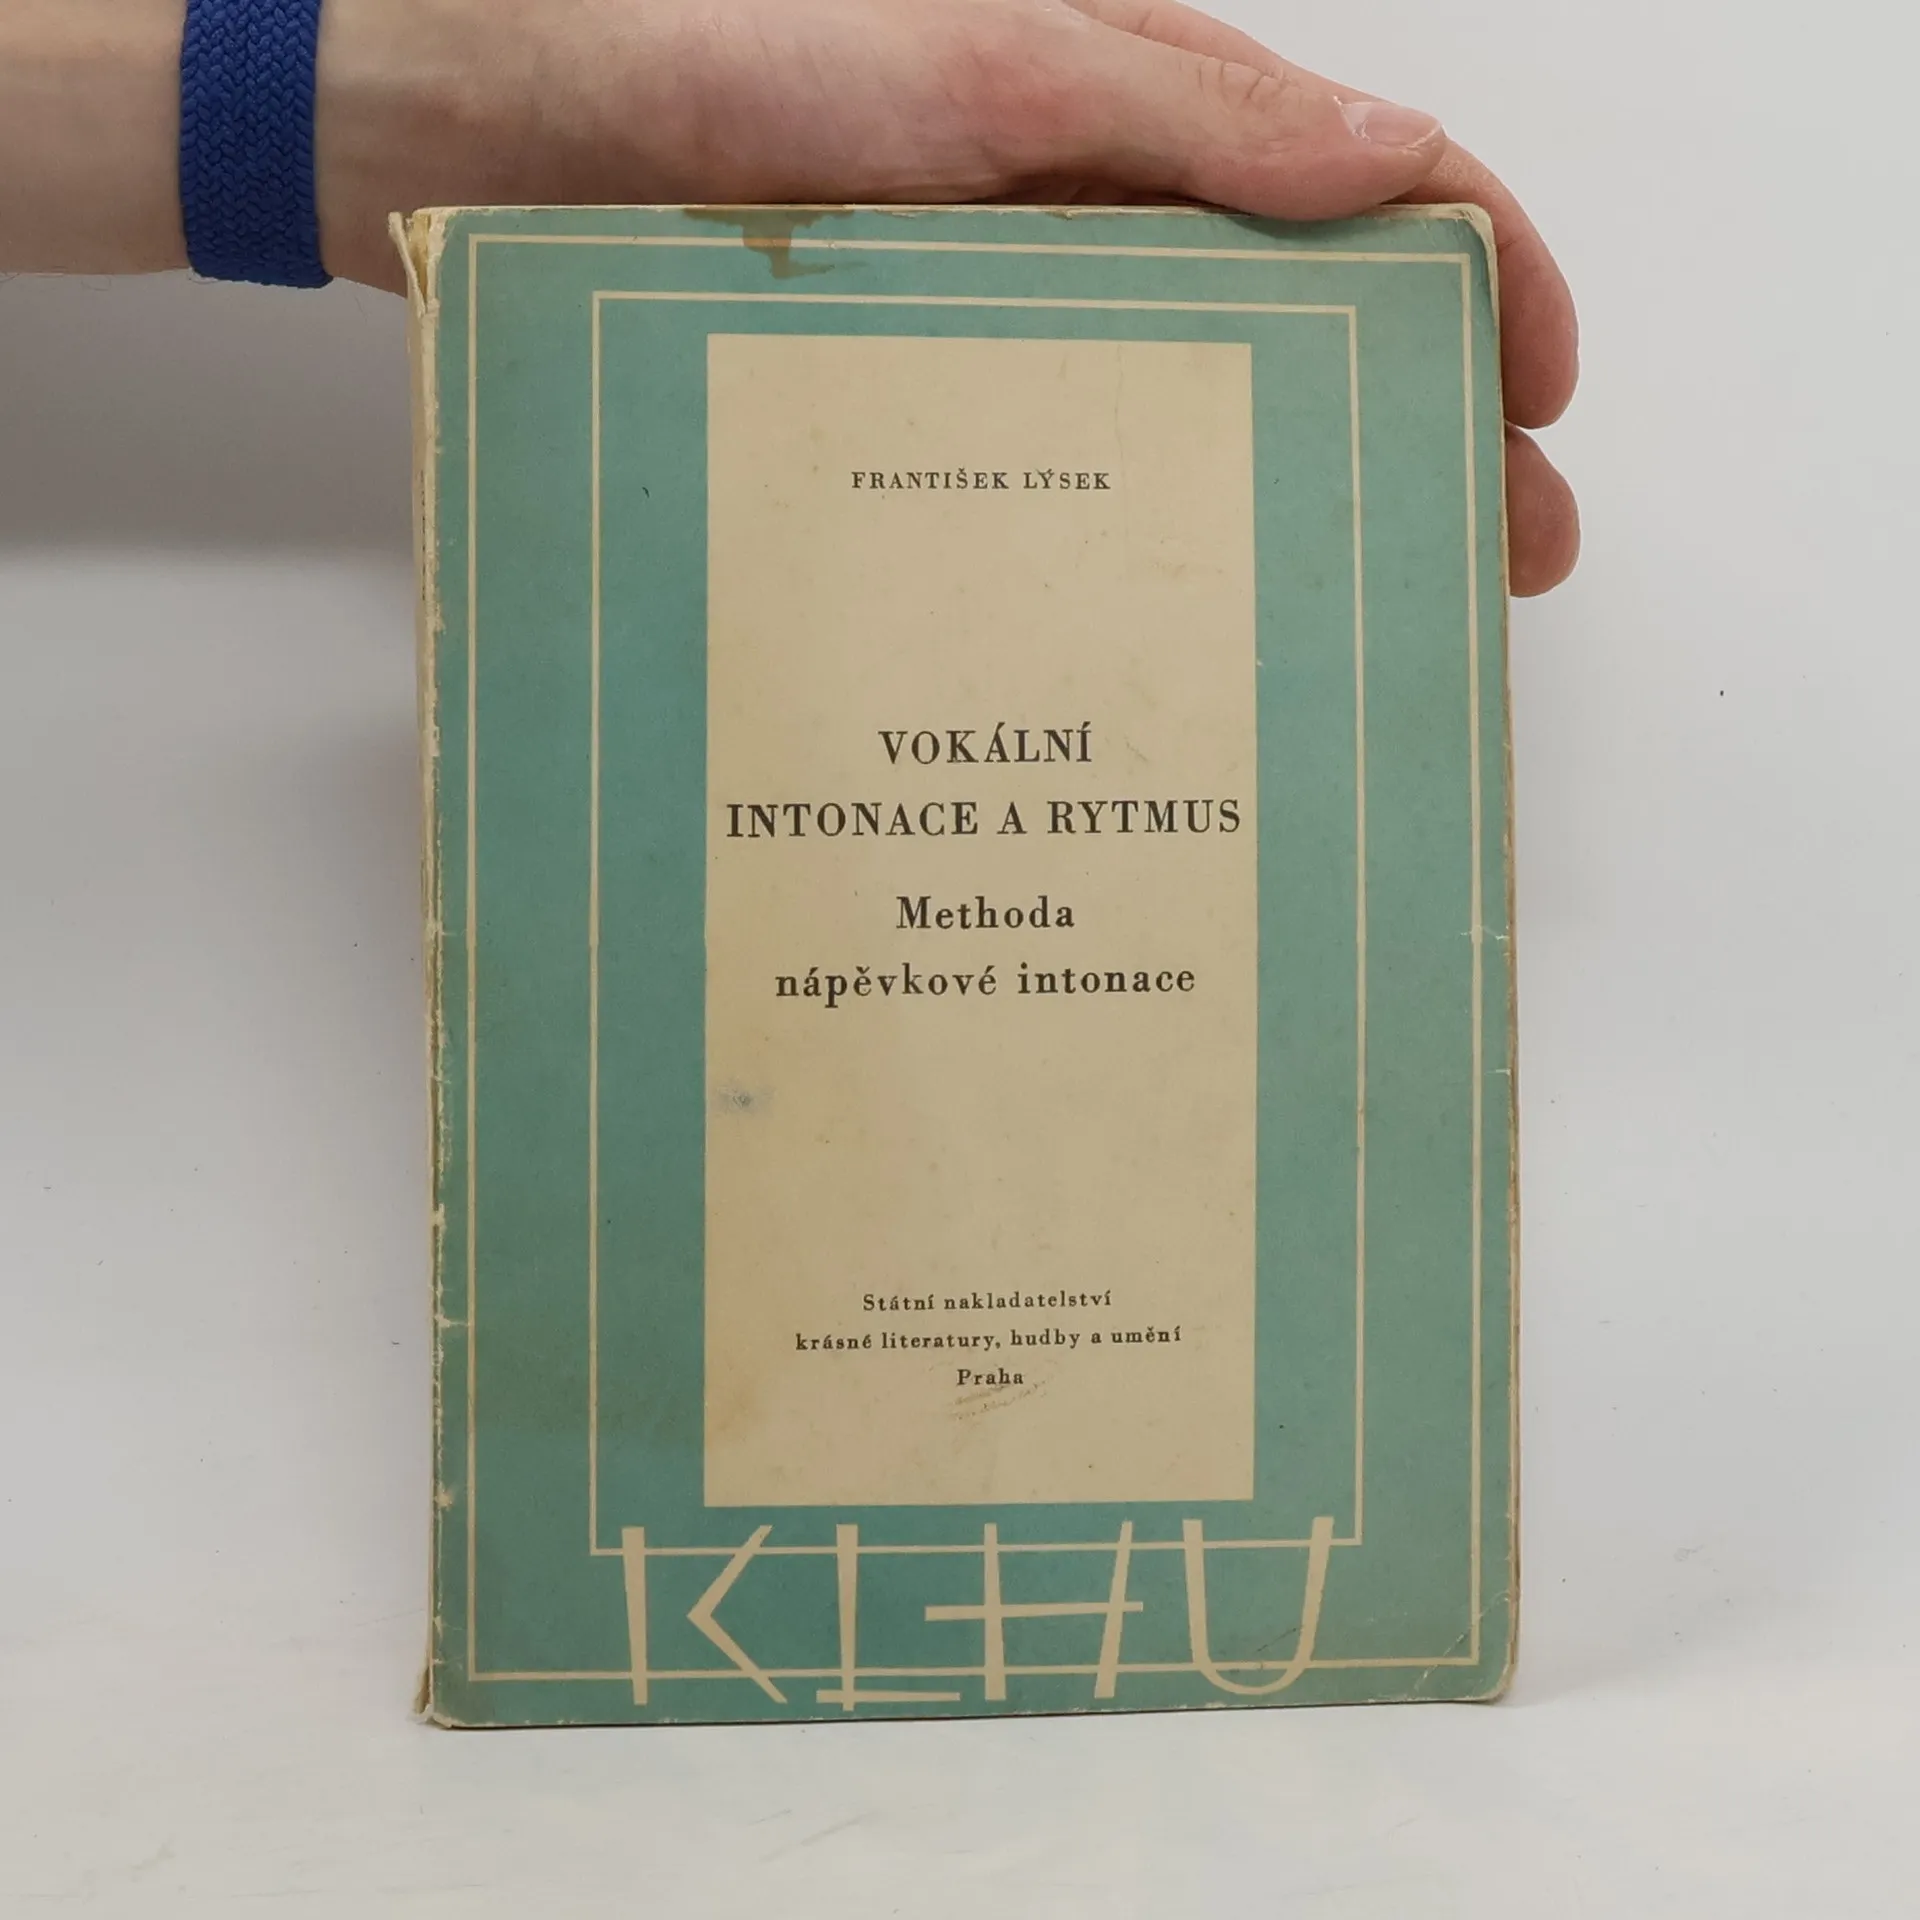 FRANTIŠEK LÝSEK
VOKÁLNÍ
INTONACE A RYTMUS
Methoda
nápěvkové intonace
Státní nakladatelství
krásné literatury, hudby a umění
Praha
KLHU